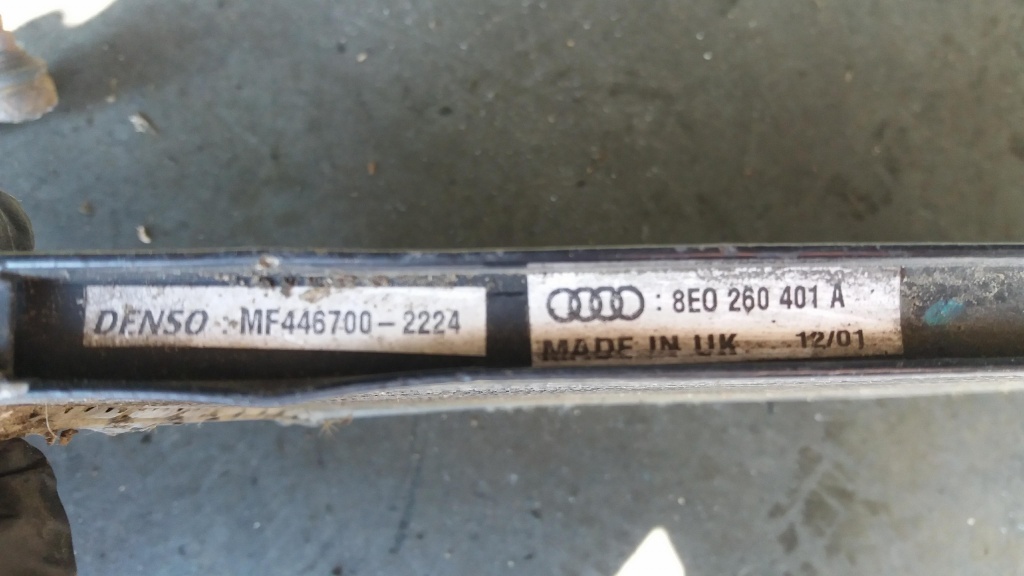 DENSO MF446700-2224
: 8E0 260 401 A
MADE IN UK 12/01